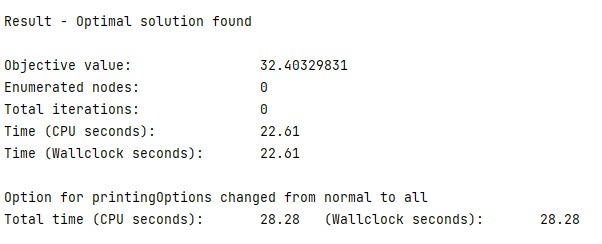 Result - Optimal solution found
Objective value: 32.40329831
Enumerated nodes: 0
Total iterations: 0
Time (CPU seconds): 22.61
Time (Wallclock seconds): 22.61
Option for printingOptions changed from normal to all
Total time (CPU seconds): 28.28 (Wallclock seconds): 28.28